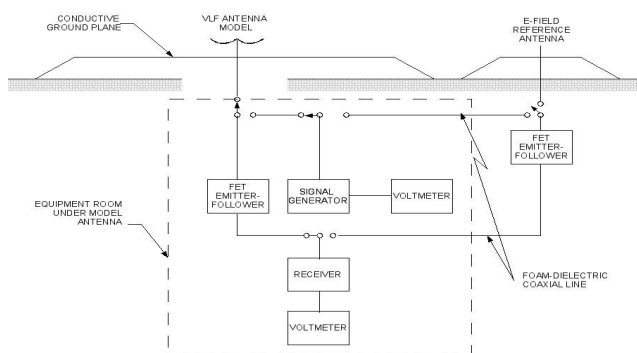 CONDUCTIVE
GROUND PLANE
VLF ANTENNA
MODEL
E-FIELD
REFERENCE
ANTENNA
FET
EMITTER-
FOLLOWER
FET
EMITTER-
FOLLOWER
SIGNAL
GENERATOR
VOLTMETER
EQUIPMENT ROOM
UNDER MODEL
ANTENNA
RECEIVER
FOAM-DIELECTRIC
COAXIAL LINE
VOLTMETER